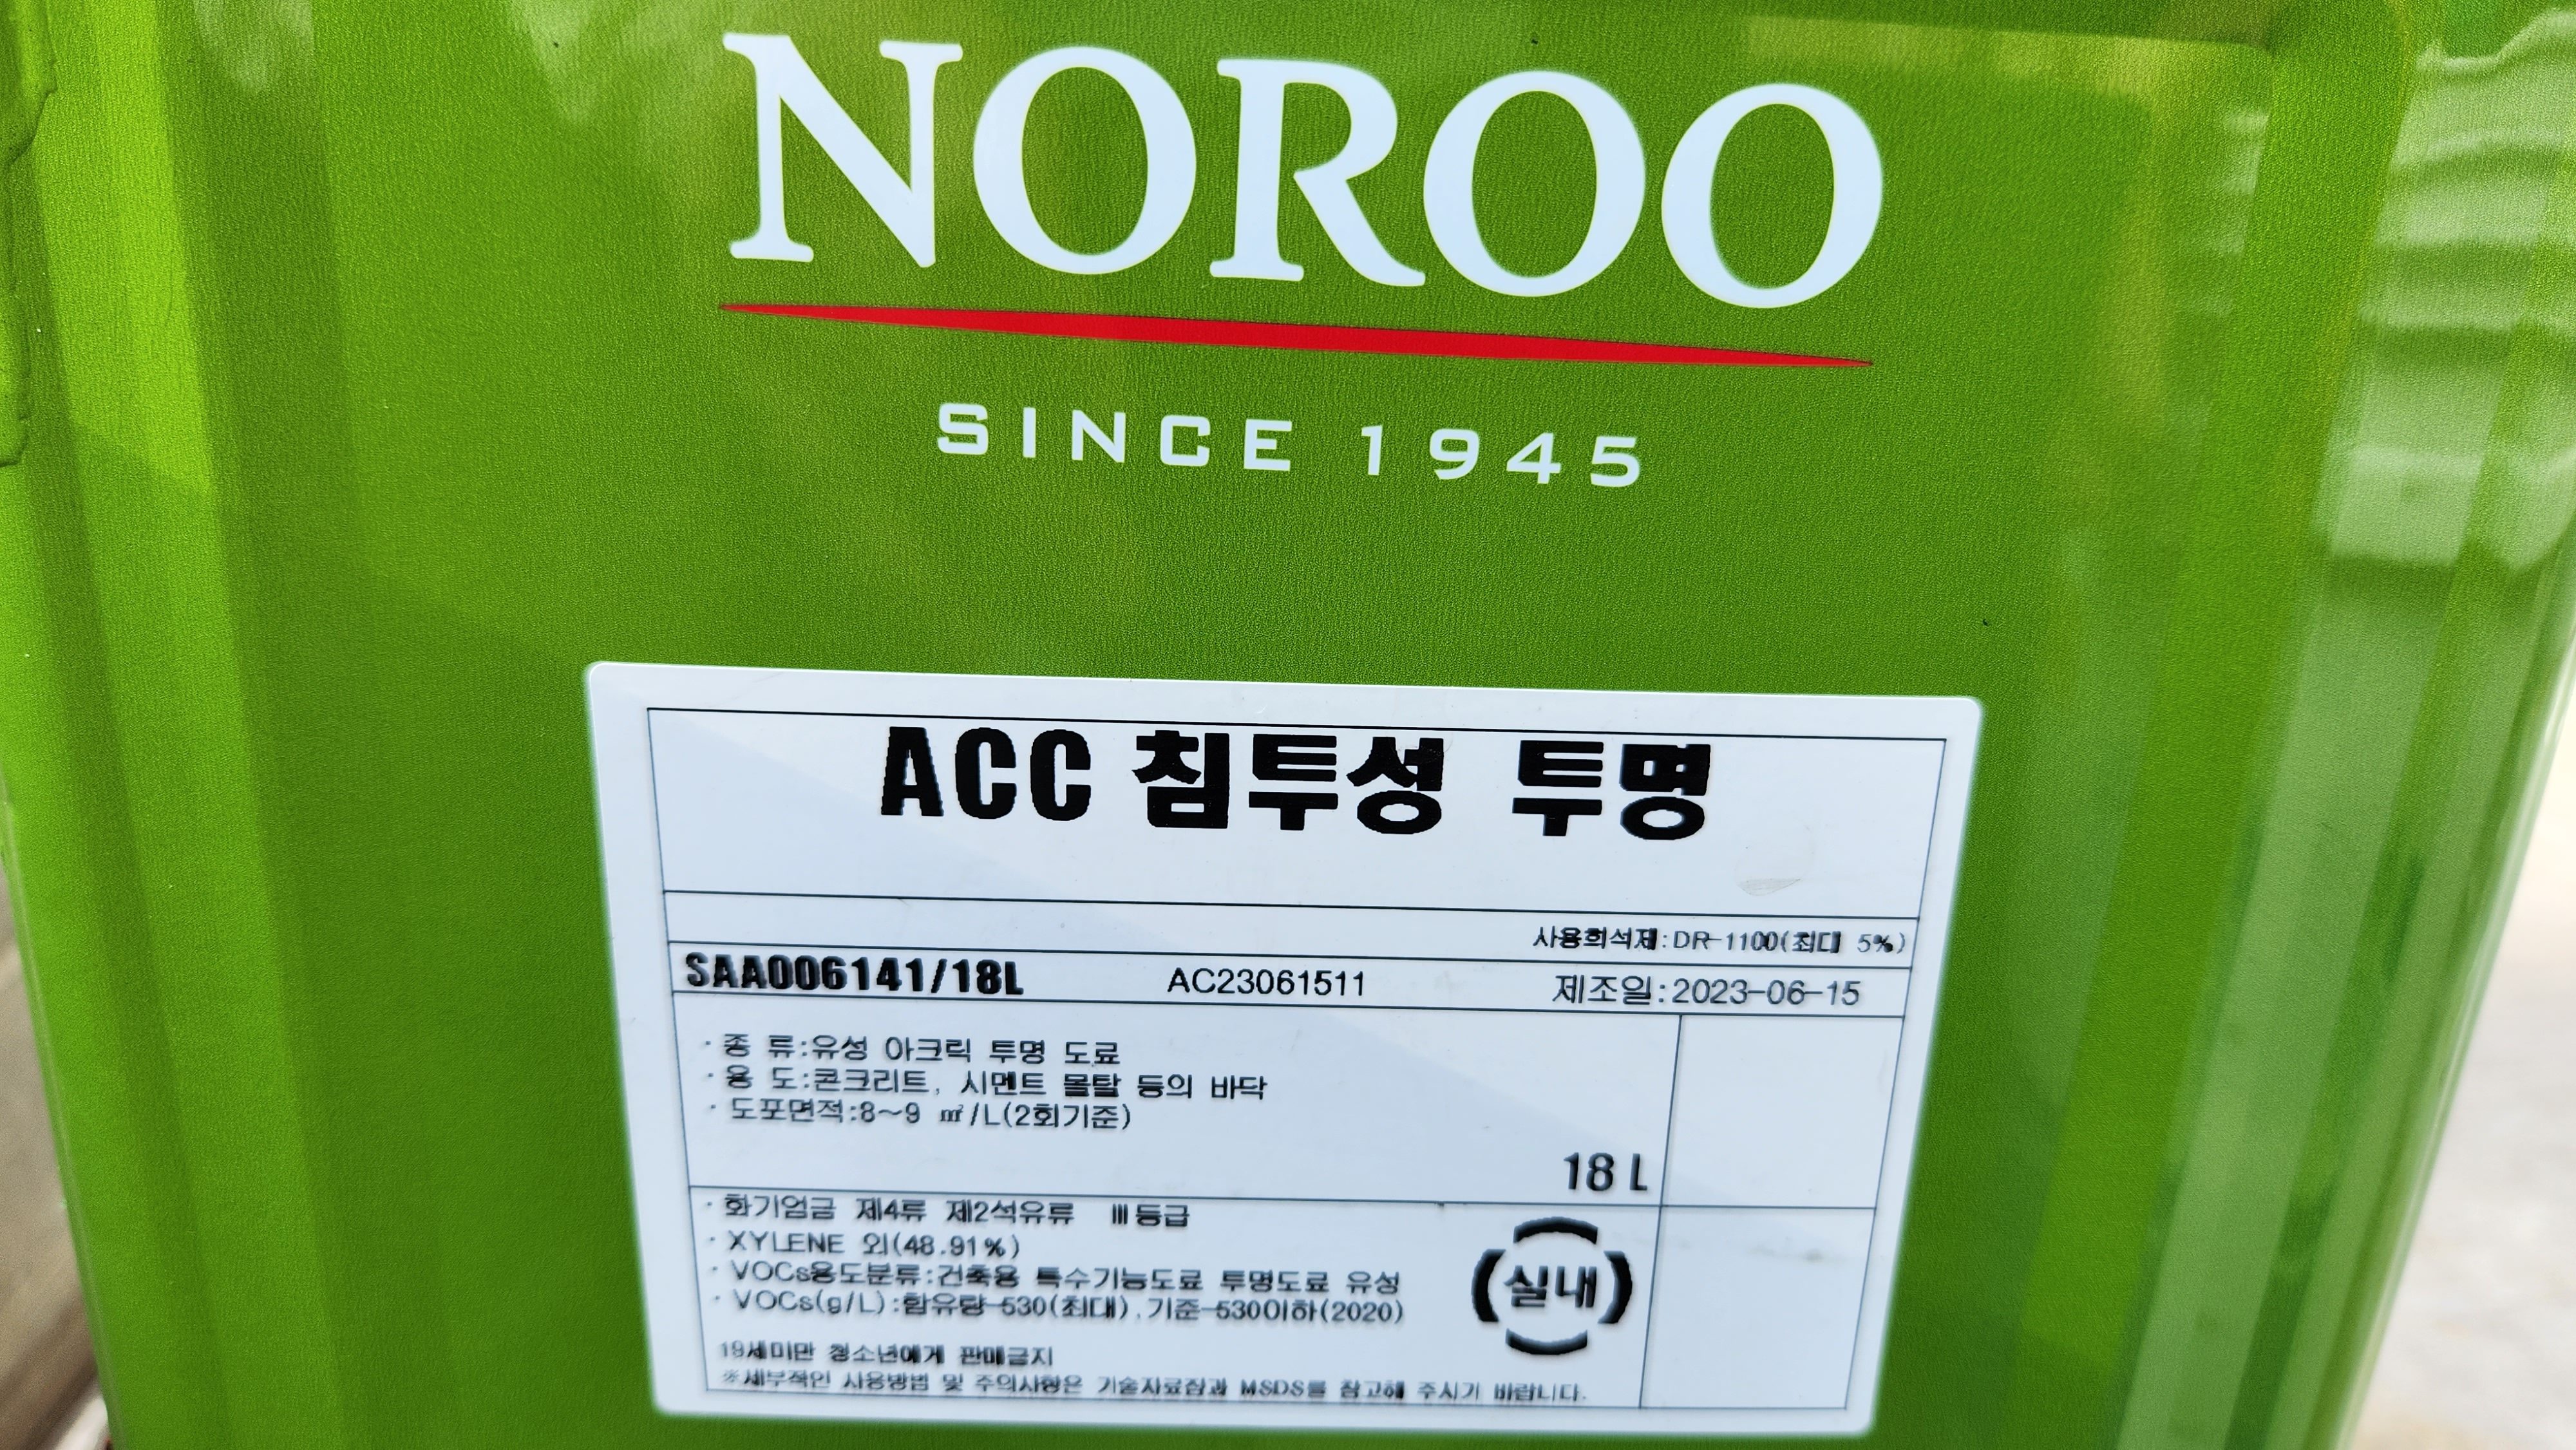 NOROO
SINCE 1945
ACC 침투성 투명
사용희석제:DR-1100(최대 5%)
SAA006141/18L AC23061511 제조일:2023-06-15
· 종 류:유성 아크릭 투명 도료
· 용 도:콘크리트, 시멘트 몰탈 등의 바닥
· 도포면적:8~9 ㎡/L(2회기준)
18 L
· 화기엄금 제4류 제2석유류 Ⅲ등급
· XYLENE 외(48.91%)
· VOCs용도분류:건축용 특수기능도료 투명도료 유성
· VOCs(g/L):함유량-530(최대),기준-530이하(2020)
(실내)
19세미만 청소년에게 판매금지
※세부적인 사용방법 및 주의사항은 기술자료집과 MSDS를 참고해 주시기 바랍니다.